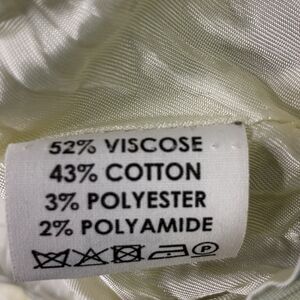 52% VISCOSE
43% COTTON
3% POLYESTER
2% POLYAMIDE
P